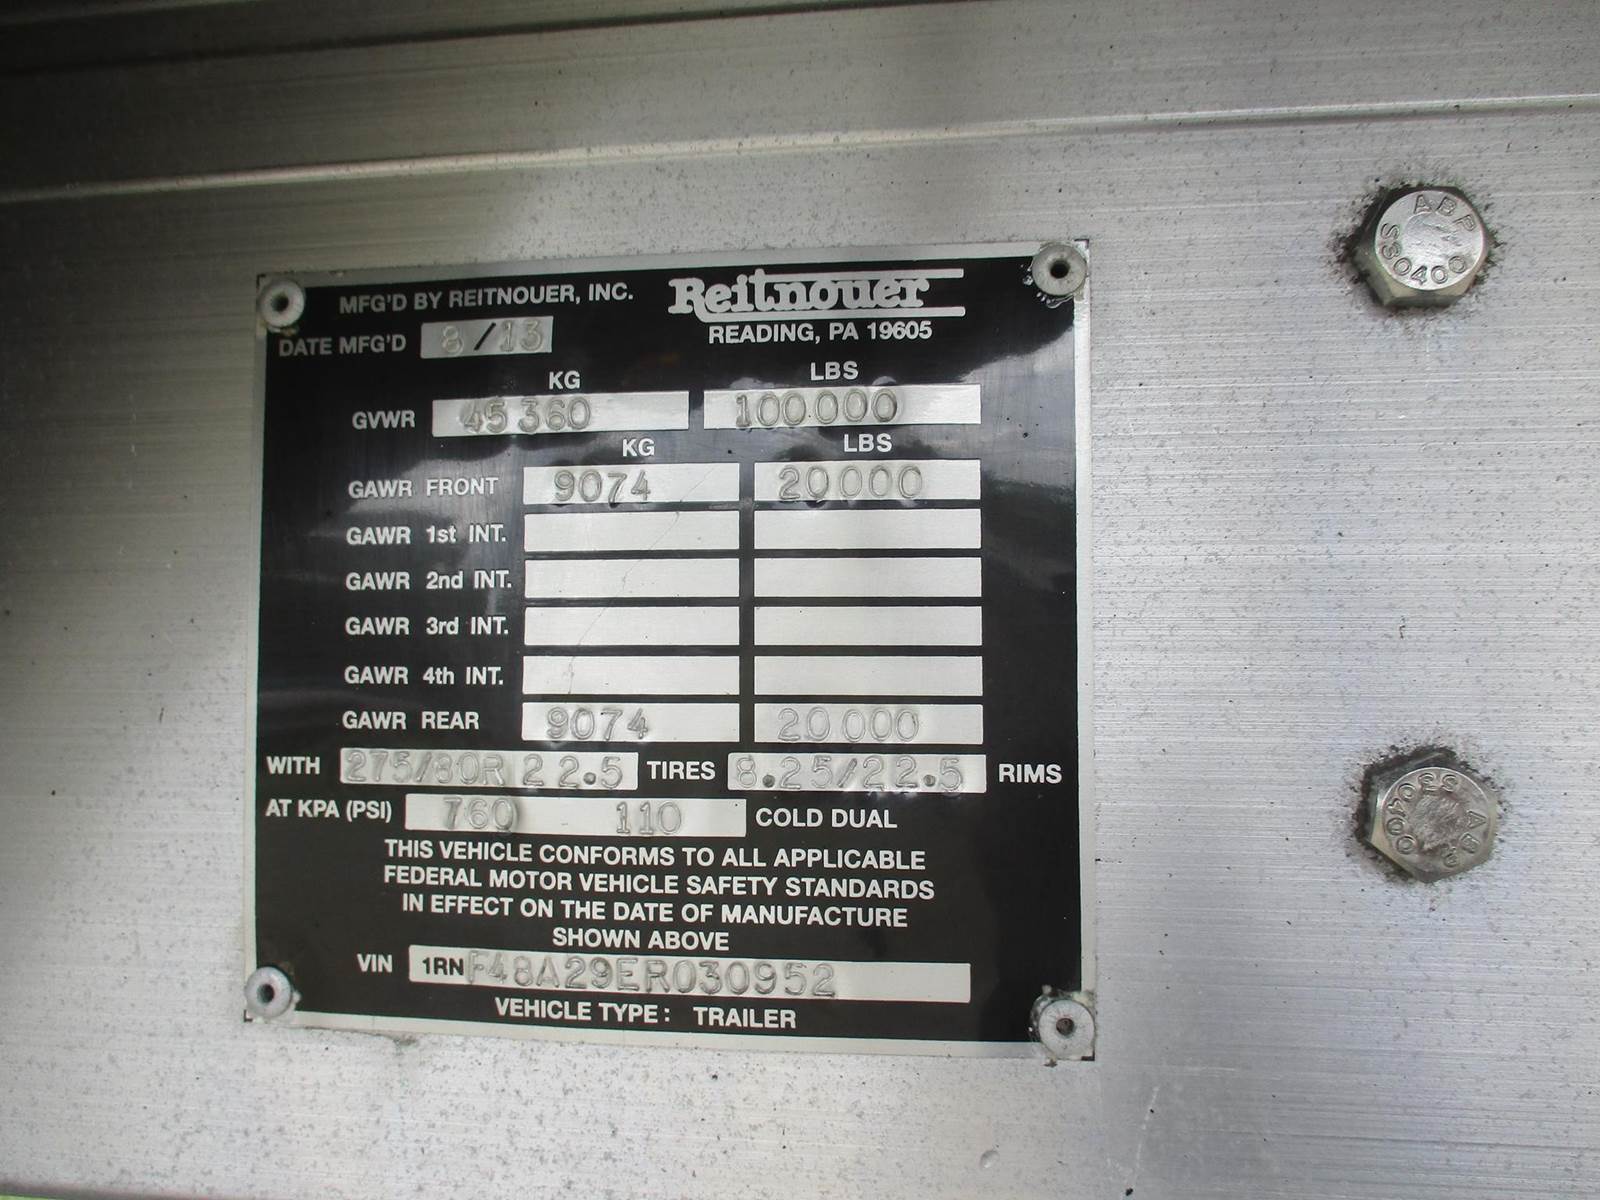 MFG'D BY REITNOUER, INC. Reitnouer
DATE MFG'D 8/13 READING, PA 19605
KG LBS
GVWR 45360 100000
KG LBS
GAWR FRONT 9074 20000
GAWR 1st INT.
GAWR 2nd INT.
GAWR 3rd INT.
GAWR 4th INT.
GAWR REAR 9074 20000
WITH 275/80R 22.5 TIRES 8.25/22.5 RIMS
AT KPA (PSI) 760 110 COLD DUAL
THIS VEHICLE CONFORMS TO ALL APPLICABLE
FEDERAL MOTOR VEHICLE SAFETY STANDARDS
IN EFFECT ON THE DATE OF MANUFACTURE
SHOWN ABOVE
VIN 1RNF48A29ER030952
VEHICLE TYPE: TRAILER
ABF
S30400